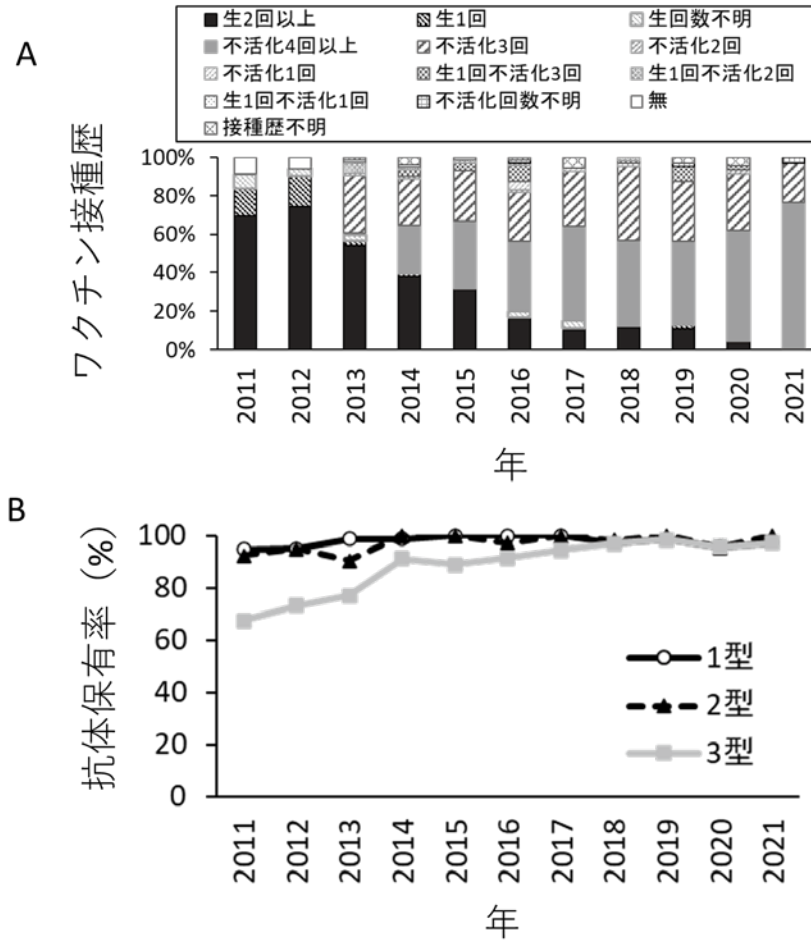 A
生2回以上 生1回 生回数不明
不活化4回以上 不活化3回 不活化2回
不活化1回 生1回不活化3回 生1回不活化2回
生1回不活化1回 不活化回数不明 無
接種歴不明
ワクチン接種歴
100%
80%
60%
40%
20%
0%
2011 2012 2013 2014 2015 2016 2017 2018 2019 2020 2021
年
B
抗体保有率（%）
100
80
60
40
20
0
1型
2型
3型
2011 2012 2013 2014 2015 2016 2017 2018 2019 2020 2021
年